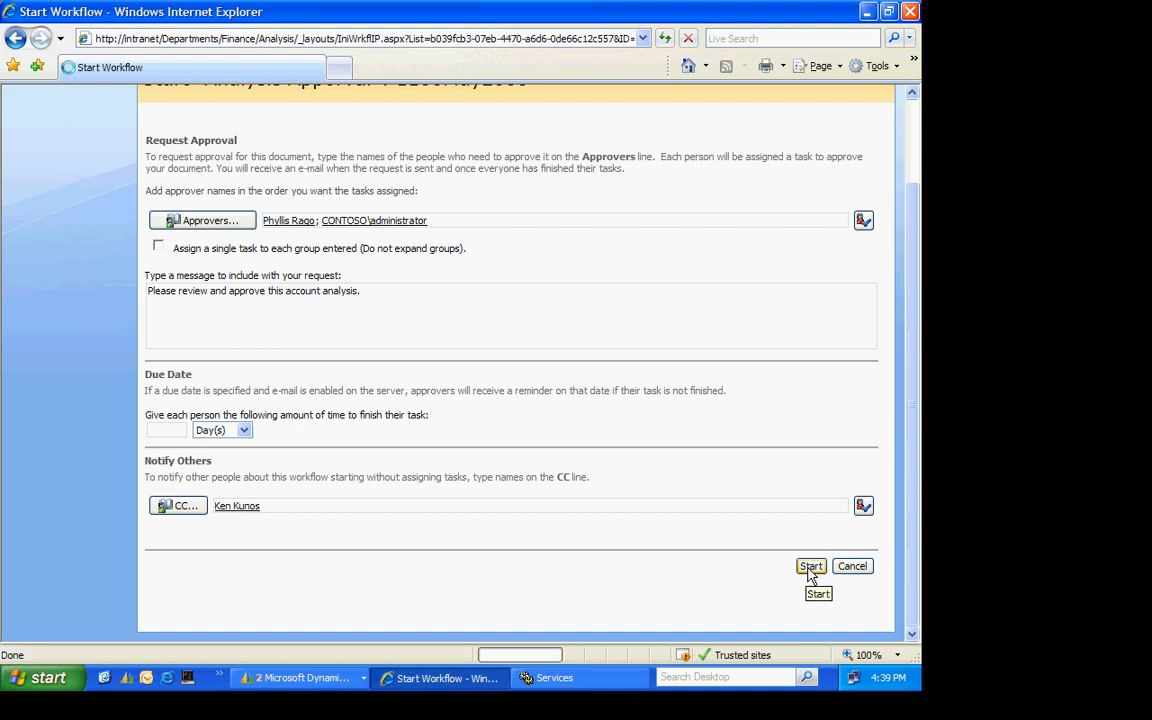 Start Workflow - Windows Internet Explorer
http://intranet/Departments/Finance/Analysis/_layouts/IniWrkflIP.aspx?List=b039fcb3-07eb-4470-a6d6-0de66c12c557&ID=
Live Search
Start Workflow
Page
Tools
Request Approval
To request approval for this document, type the names of the people who need to approve it on the Approvers line. Each person will be assigned a task to approve
your document. You will receive an e-mail when the request is sent and once everyone has finished their tasks.
Add approver names in the order you want the tasks assigned:
Approvers...
Phyllis Rago ; CONTOSO\administrator
Assign a single task to each group entered (Do not expand groups).
Type a message to include with your request:
Please review and approve this account analysis.
Due Date
If a due date is specified and e-mail is enabled on the server, approvers will receive a reminder on that date if their task is not finished.
Give each person the following amount of time to finish their task:
Day(s)
Notify Others
To notify other people about this workflow starting without assigning tasks, type names on the CC line.
CC...
Ken Kunos
Start
Cancel
Start
Done
Trusted sites
100%
start
2 Microsoft Dynami...
Start Workflow - Win...
Services
Search Desktop
4:39 PM